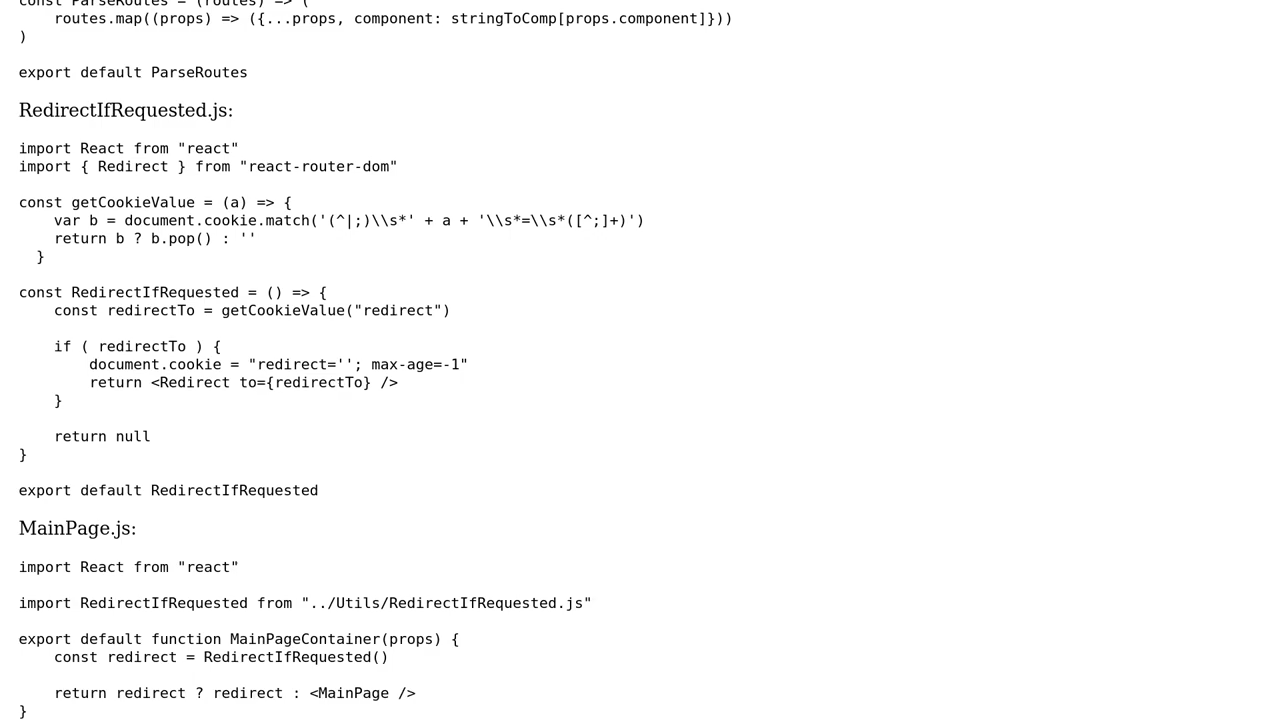 const ParseRoutes = (routes) => (
    routes.map((props) => ({...props, component: stringToComp[props.component]}))
)
export default ParseRoutes
RedirectIfRequested.js:
import React from "react"
import { Redirect } from "react-router-dom"
const getCookieValue = (a) => {
    var b = document.cookie.match('(^|;)\\s*' + a + '\\s*=\\s*([^;]+)')
    return b ? b.pop() : ''
  }
const RedirectIfRequested = () => {
    const redirectTo = getCookieValue("redirect")
    if ( redirectTo ) {
        document.cookie = "redirect=''; max-age=-1"
        return <Redirect to={redirectTo} />
    }
    return null
}
export default RedirectIfRequested
MainPage.js:
import React from "react"
import RedirectIfRequested from "../Utils/RedirectIfRequested.js"
export default function MainPageContainer(props) {
    const redirect = RedirectIfRequested()
    return redirect ? redirect : <MainPage />
}